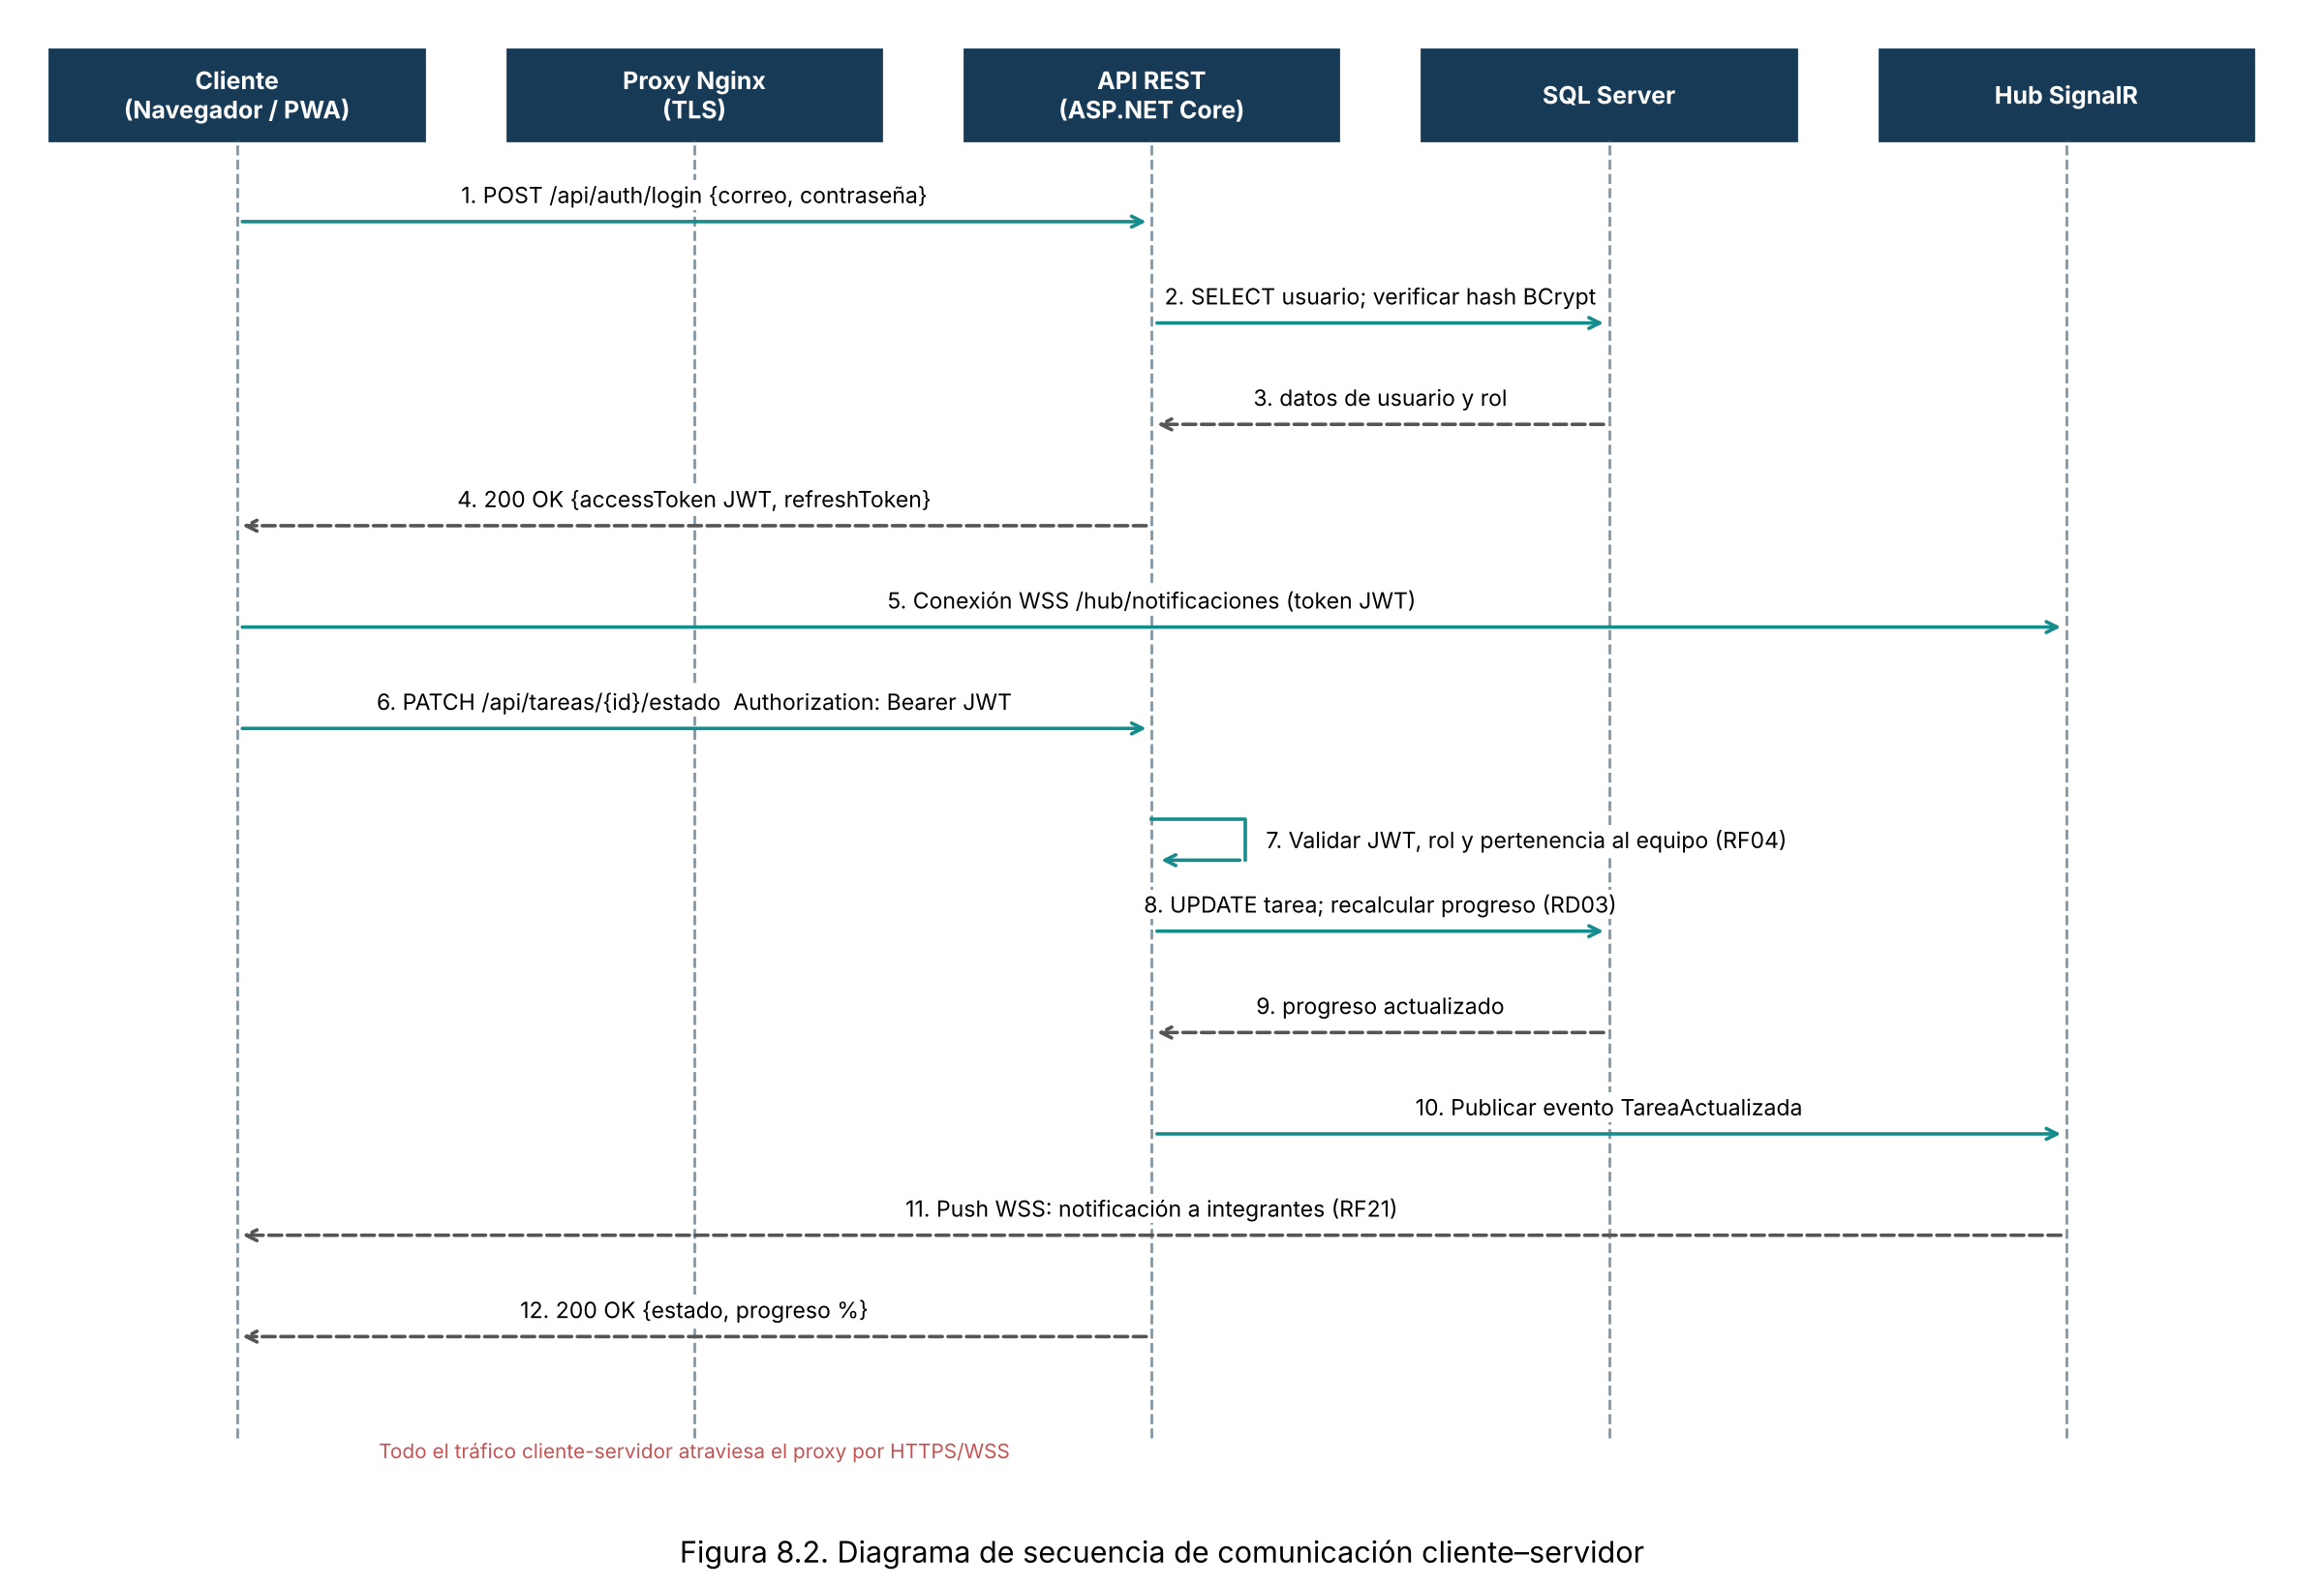 Cliente
(Navegador / PWA)
Proxy Nginx
(TLS)
API REST
(ASP.NET Core)
SQL Server
Hub SignalR
1. POST /api/auth/login {correo, contraseña}
2. SELECT usuario; verificar hash BCrypt
3. datos de usuario y rol
4. 200 OK {accessToken JWT, refreshToken}
5. Conexión WSS /hub/notificaciones (token JWT)
6. PATCH /api/tareas/{id}/estado  Authorization: Bearer JWT
7. Validar JWT, rol y pertenencia al equipo (RF04)
8. UPDATE tarea; recalcular progreso (RD03)
9. progreso actualizado
10. Publicar evento TareaActualizada
11. Push WSS: notificación a integrantes (RF21)
12. 200 OK {estado, progreso %}
Todo el tráfico cliente-servidor atraviesa el proxy por HTTPS/WSS
Figura 8.2. Diagrama de secuencia de comunicación cliente–servidor